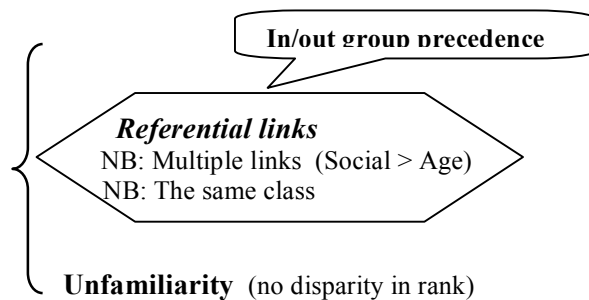 In/out group precedence
Referential links
NB: Multiple links (Social > Age)
NB: The same class
Unfamiliarity (no disparity in rank)